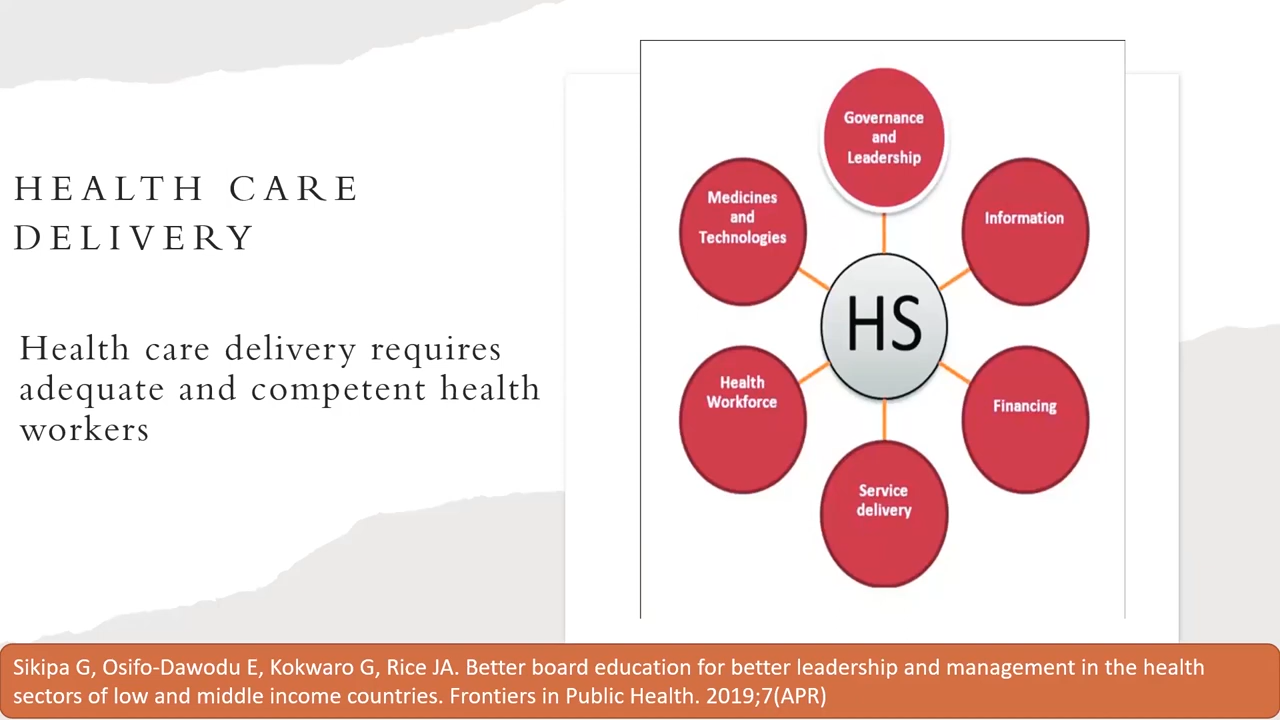 HEALTH CARE
DELIVERY
Health care delivery requires
adequate and competent health
workers
Governance
and
Leadership
Medicines
and
Technologies
Information
HS
Health
Workforce
Financing
Service
delivery
Sikipa G, Osifo-Dawodu E, Kokwaro G, Rice JA. Better board education for better leadership and management in the health
sectors of low and middle income countries. Frontiers in Public Health. 2019;7(APR)